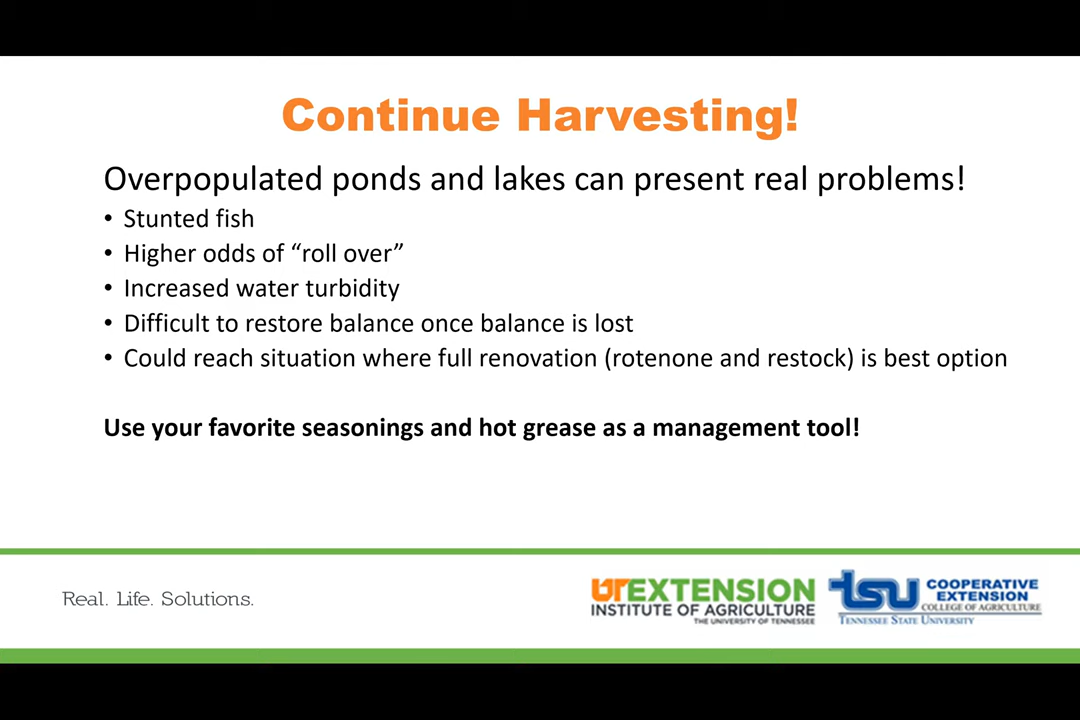 Continue Harvesting!
Overpopulated ponds and lakes can present real problems!
• Stunted fish
• Higher odds of “roll over”
• Increased water turbidity
• Difficult to restore balance once balance is lost
• Could reach situation where full renovation (rotenone and restock) is best option
Use your favorite seasonings and hot grease as a management tool!
Real. Life. Solutions.
UTEXTENSION
INSTITUTE OF AGRICULTURE
THE UNIVERSITY OF TENNESSEE
tsu COOPERATIVE
EXTENSION
COLLEGE OF AGRICULTURE
TENNESSEE STATE UNIVERSITY